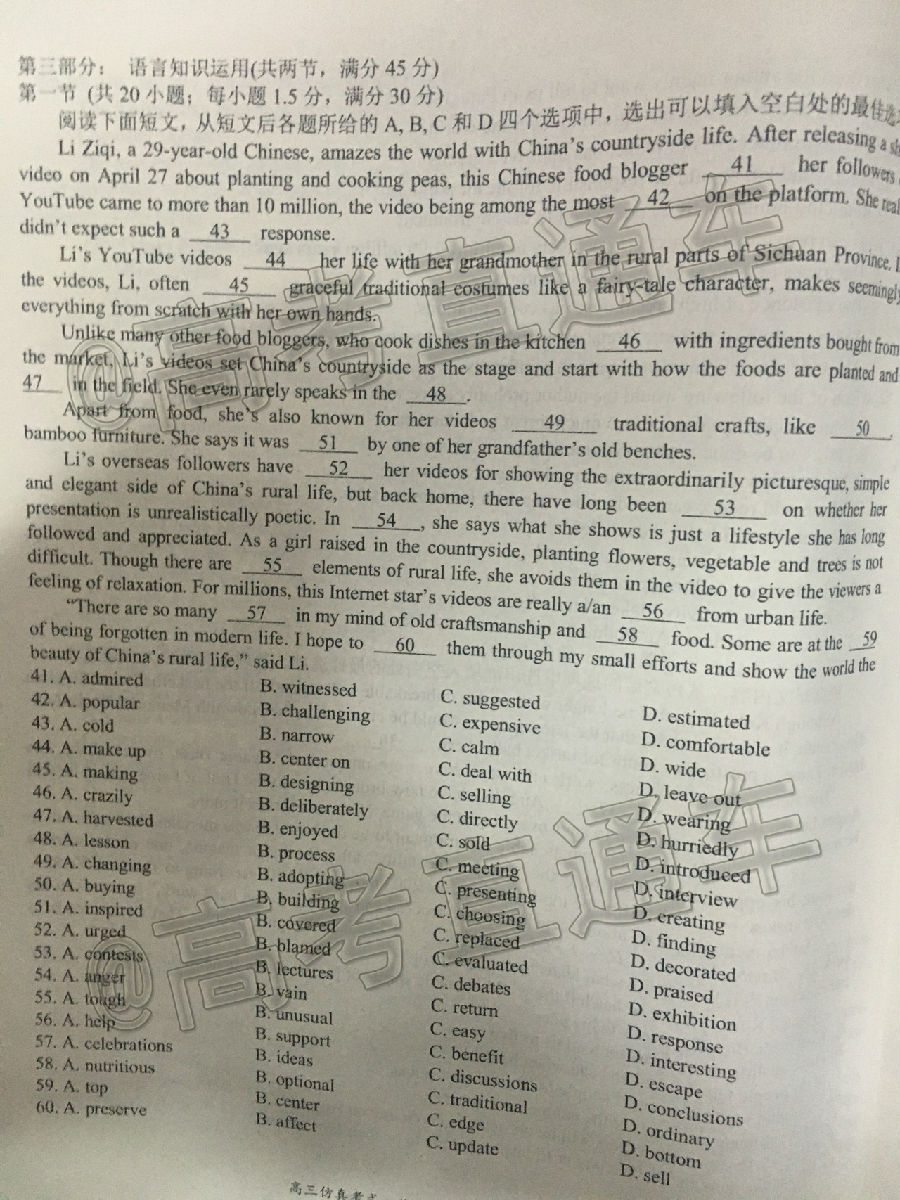 第三部分： 语言知识运用(共两节，满分 45 分)
第一节 (共 20 小题；每小题 1.5 分，满分 30 分)
阅读下面短文，从短文后各题所给的 A, B, C 和 D 四个选项中，选出可以填入空白处的最佳选
Li Ziqi, a 29-year-old Chinese, amazes the world with China's countryside life. After releasing a
video on April 27 about planting and cooking peas, this Chinese food blogger 41 her followers
YouTube came to more than 10 million, the video being among the most 42 on the platform. She
didn't expect such a 43 response.
Li's YouTube videos 44 her life with her grandmother in the rural parts of Sichuan Province.
the videos, Li, often 45 graceful traditional costumes like a fairy-tale character, makes seemingly
everything from scratch with her own hands.
Unlike many other food bloggers, who cook dishes in the kitchen 46 with ingredients bought from
the market, Li's videos set China's countryside as the stage and start with how the foods are planted and
47 in the field. She even rarely speaks in the 48 .
Apart from food, she's also known for her videos 49 traditional crafts, like 50
bamboo furniture. She says it was 51 by one of her grandfather's old benches.
Li's overseas followers have 52 her videos for showing the extraordinarily picturesque, simple
and elegant side of China's rural life, but back home, there have long been 53 on whether her
presentation is unrealistically poetic. In 54 , she says what she shows is just a lifestyle she has long
followed and appreciated. As a girl raised in the countryside, planting flowers, vegetable and trees is not
difficult. Though there are 55 elements of rural life, she avoids them in the video to give the viewers a
feeling of relaxation. For millions, this Internet star's videos are really a/an 56 from urban life.
"There are so many 57 in my mind of old craftsmanship and 58 food. Some are at the 59
of being forgotten in modern life. I hope to 60 them through my small efforts and show the world the
beauty of China's rural life," said Li.
41. A. admired B. witnessed C. suggested D. estimated
42. A. popular B. challenging C. expensive D. comfortable
43. A. cold B. narrow C. calm D. wide
44. A. make up B. center on C. deal with D. leave out
45. A. making B. designing C. selling D. wearing
46. A. crazily B. deliberately C. directly D. hurriedly
47. A. harvested B. enjoyed C. sold D. introduced
48. A. lesson B. process C. meeting D. interview
49. A. changing B. adopting C. presenting D. creating
50. A. buying B. building C. choosing D. finding
51. A. inspired B. covered C. replaced D. decorated
52. A. urged B. blamed C. evaluated D. praised
53. A. contests B. lectures C. debates D. exhibition
54. A. anger B. vain C. return D. response
55. A. tough B. unusual C. easy D. interesting
56. A. help B. support C. benefit D. escape
57. A. celebrations B. ideas C. discussions D. conclusions
58. A. nutritious B. optional C. traditional D. ordinary
59. A. top B. center C. edge D. bottom
60. A. preserve B. affect C. update D. sell
高三仿真考
@高考直通车
@高考直通车